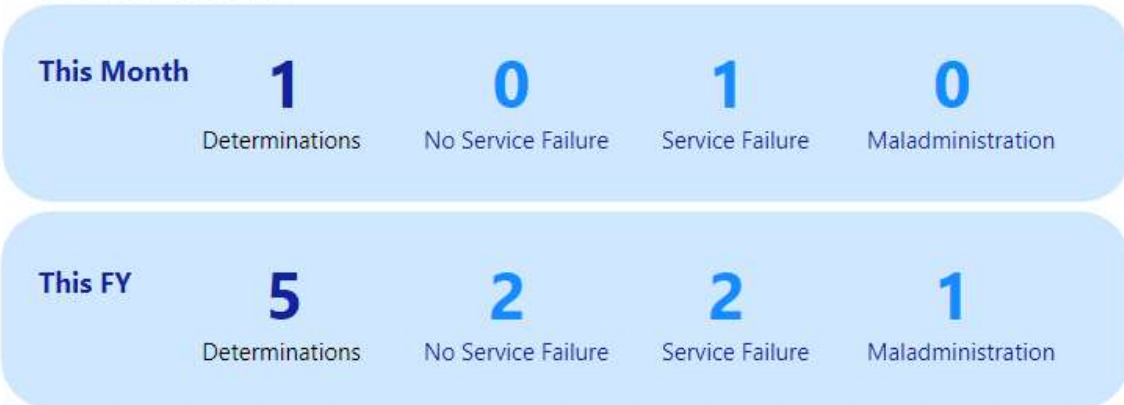 This Month
1 0 1 0
Determinations No Service Failure Service Failure Maladministration
This FY
5 2 2 1
Determinations No Service Failure Service Failure Maladministration